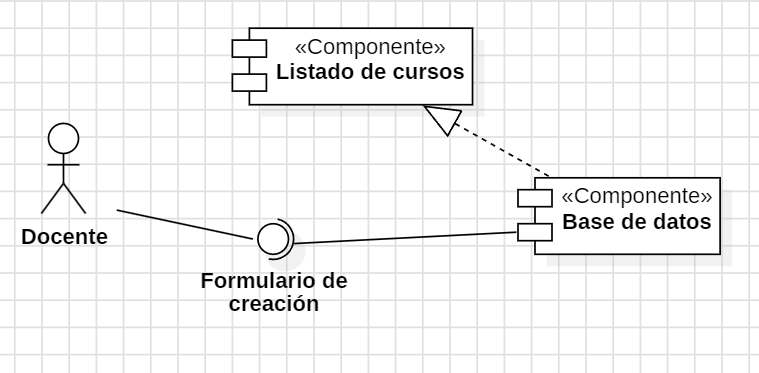 «Componente»
Listado de cursos
«Componente»
Base de datos
Docente
Formulario de
creación